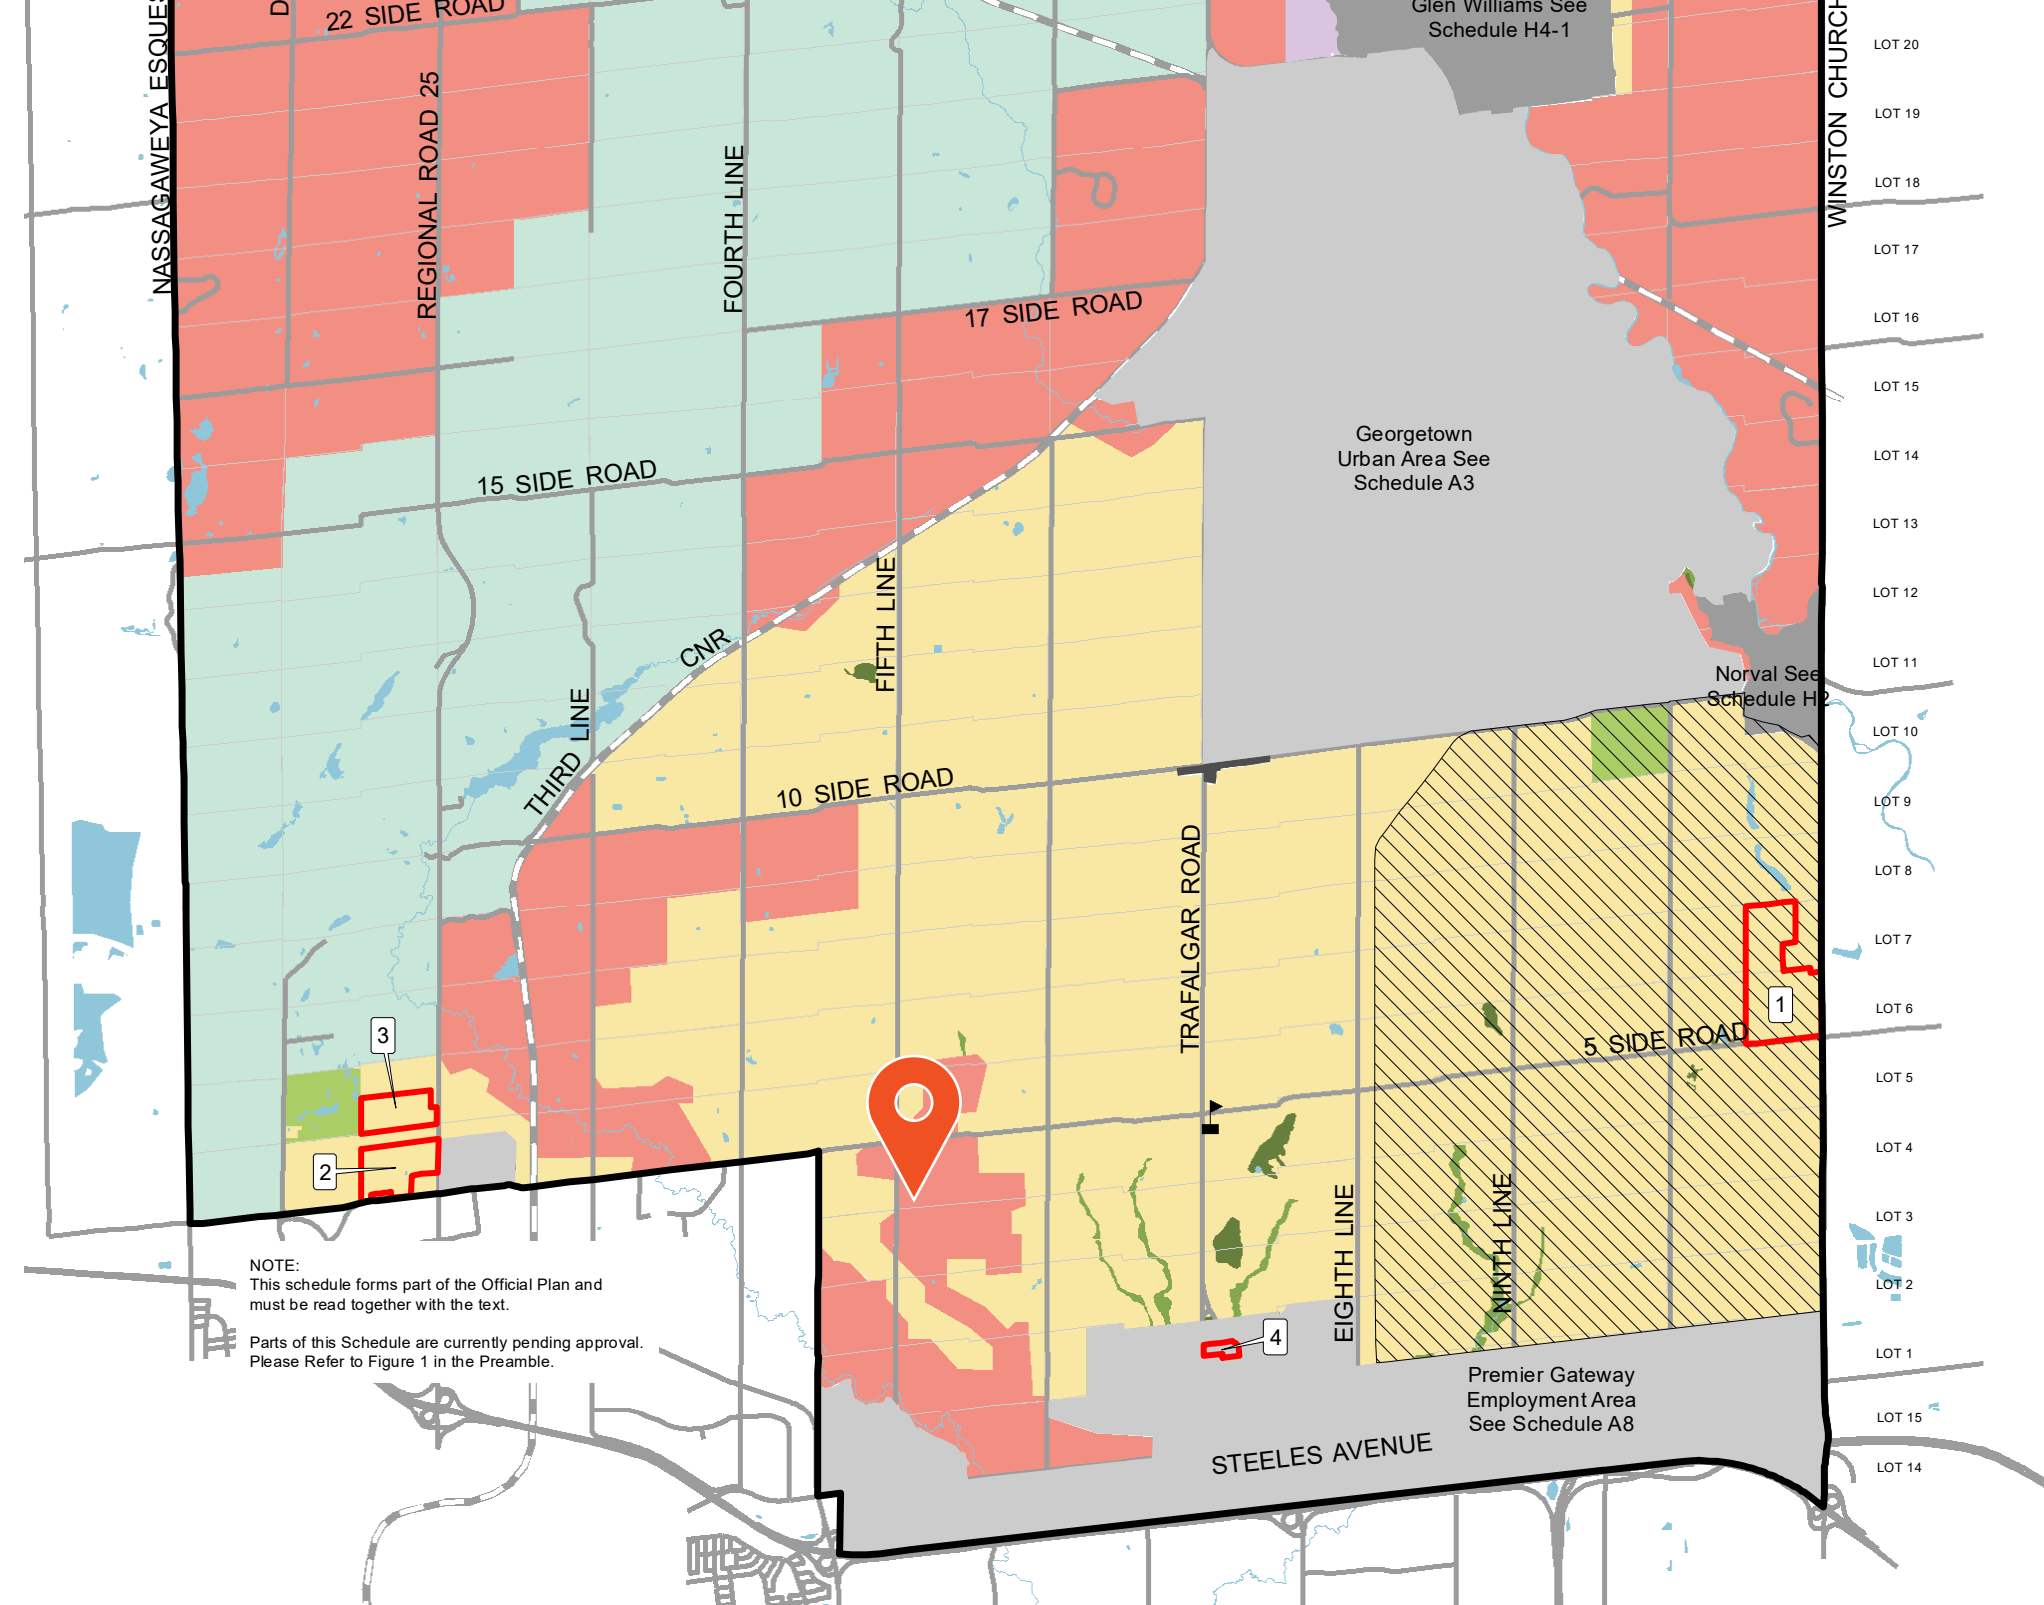 22 SIDE ROAD
D
NASSAGAWEYA ESQUES
REGIONAL ROAD 25
FOURTH LINE
Glen Williams See
Schedule H4-1
WINSTON CHURCH
LOT 20
LOT 19
LOT 18
LOT 17
LOT 16
LOT 15
LOT 14
LOT 13
LOT 12
LOT 11
LOT 10
LOT 9
LOT 8
LOT 7
LOT 6
LOT 5
LOT 4
LOT 3
LOT 2
LOT 1
LOT 15
LOT 14
17 SIDE ROAD
Georgetown
Urban Area See
Schedule A3
15 SIDE ROAD
FIFTH LINE
CNR
THIRD LINE
Norval See
Schedule H2
10 SIDE ROAD
TRAFALGAR ROAD
5 SIDE ROAD
1
3
2
EIGHTH LINE
NINTH LINE
4
NOTE:
This schedule forms part of the Official Plan and
must be read together with the text.
Parts of this Schedule are currently pending approval.
Please Refer to Figure 1 in the Preamble.
Premier Gateway
Employment Area
See Schedule A8
STEELES AVENUE